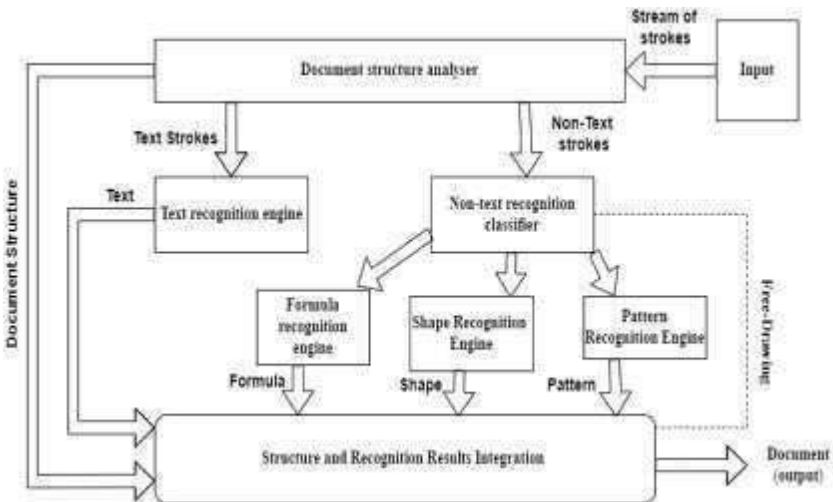 Stream of
strokes
Document structure analyser
Input
Text Strokes
Non-Text
strokes
Text
Text recognition engine
Non-text recognition
classifier
Document Structure
Free-Drawing
Formula
recognition
engine
Shape Recognition
Engine
Pattern
Recognition Engine
Formula
Shape
Pattern
Structure and Recognition Results Integration
Document
(output)